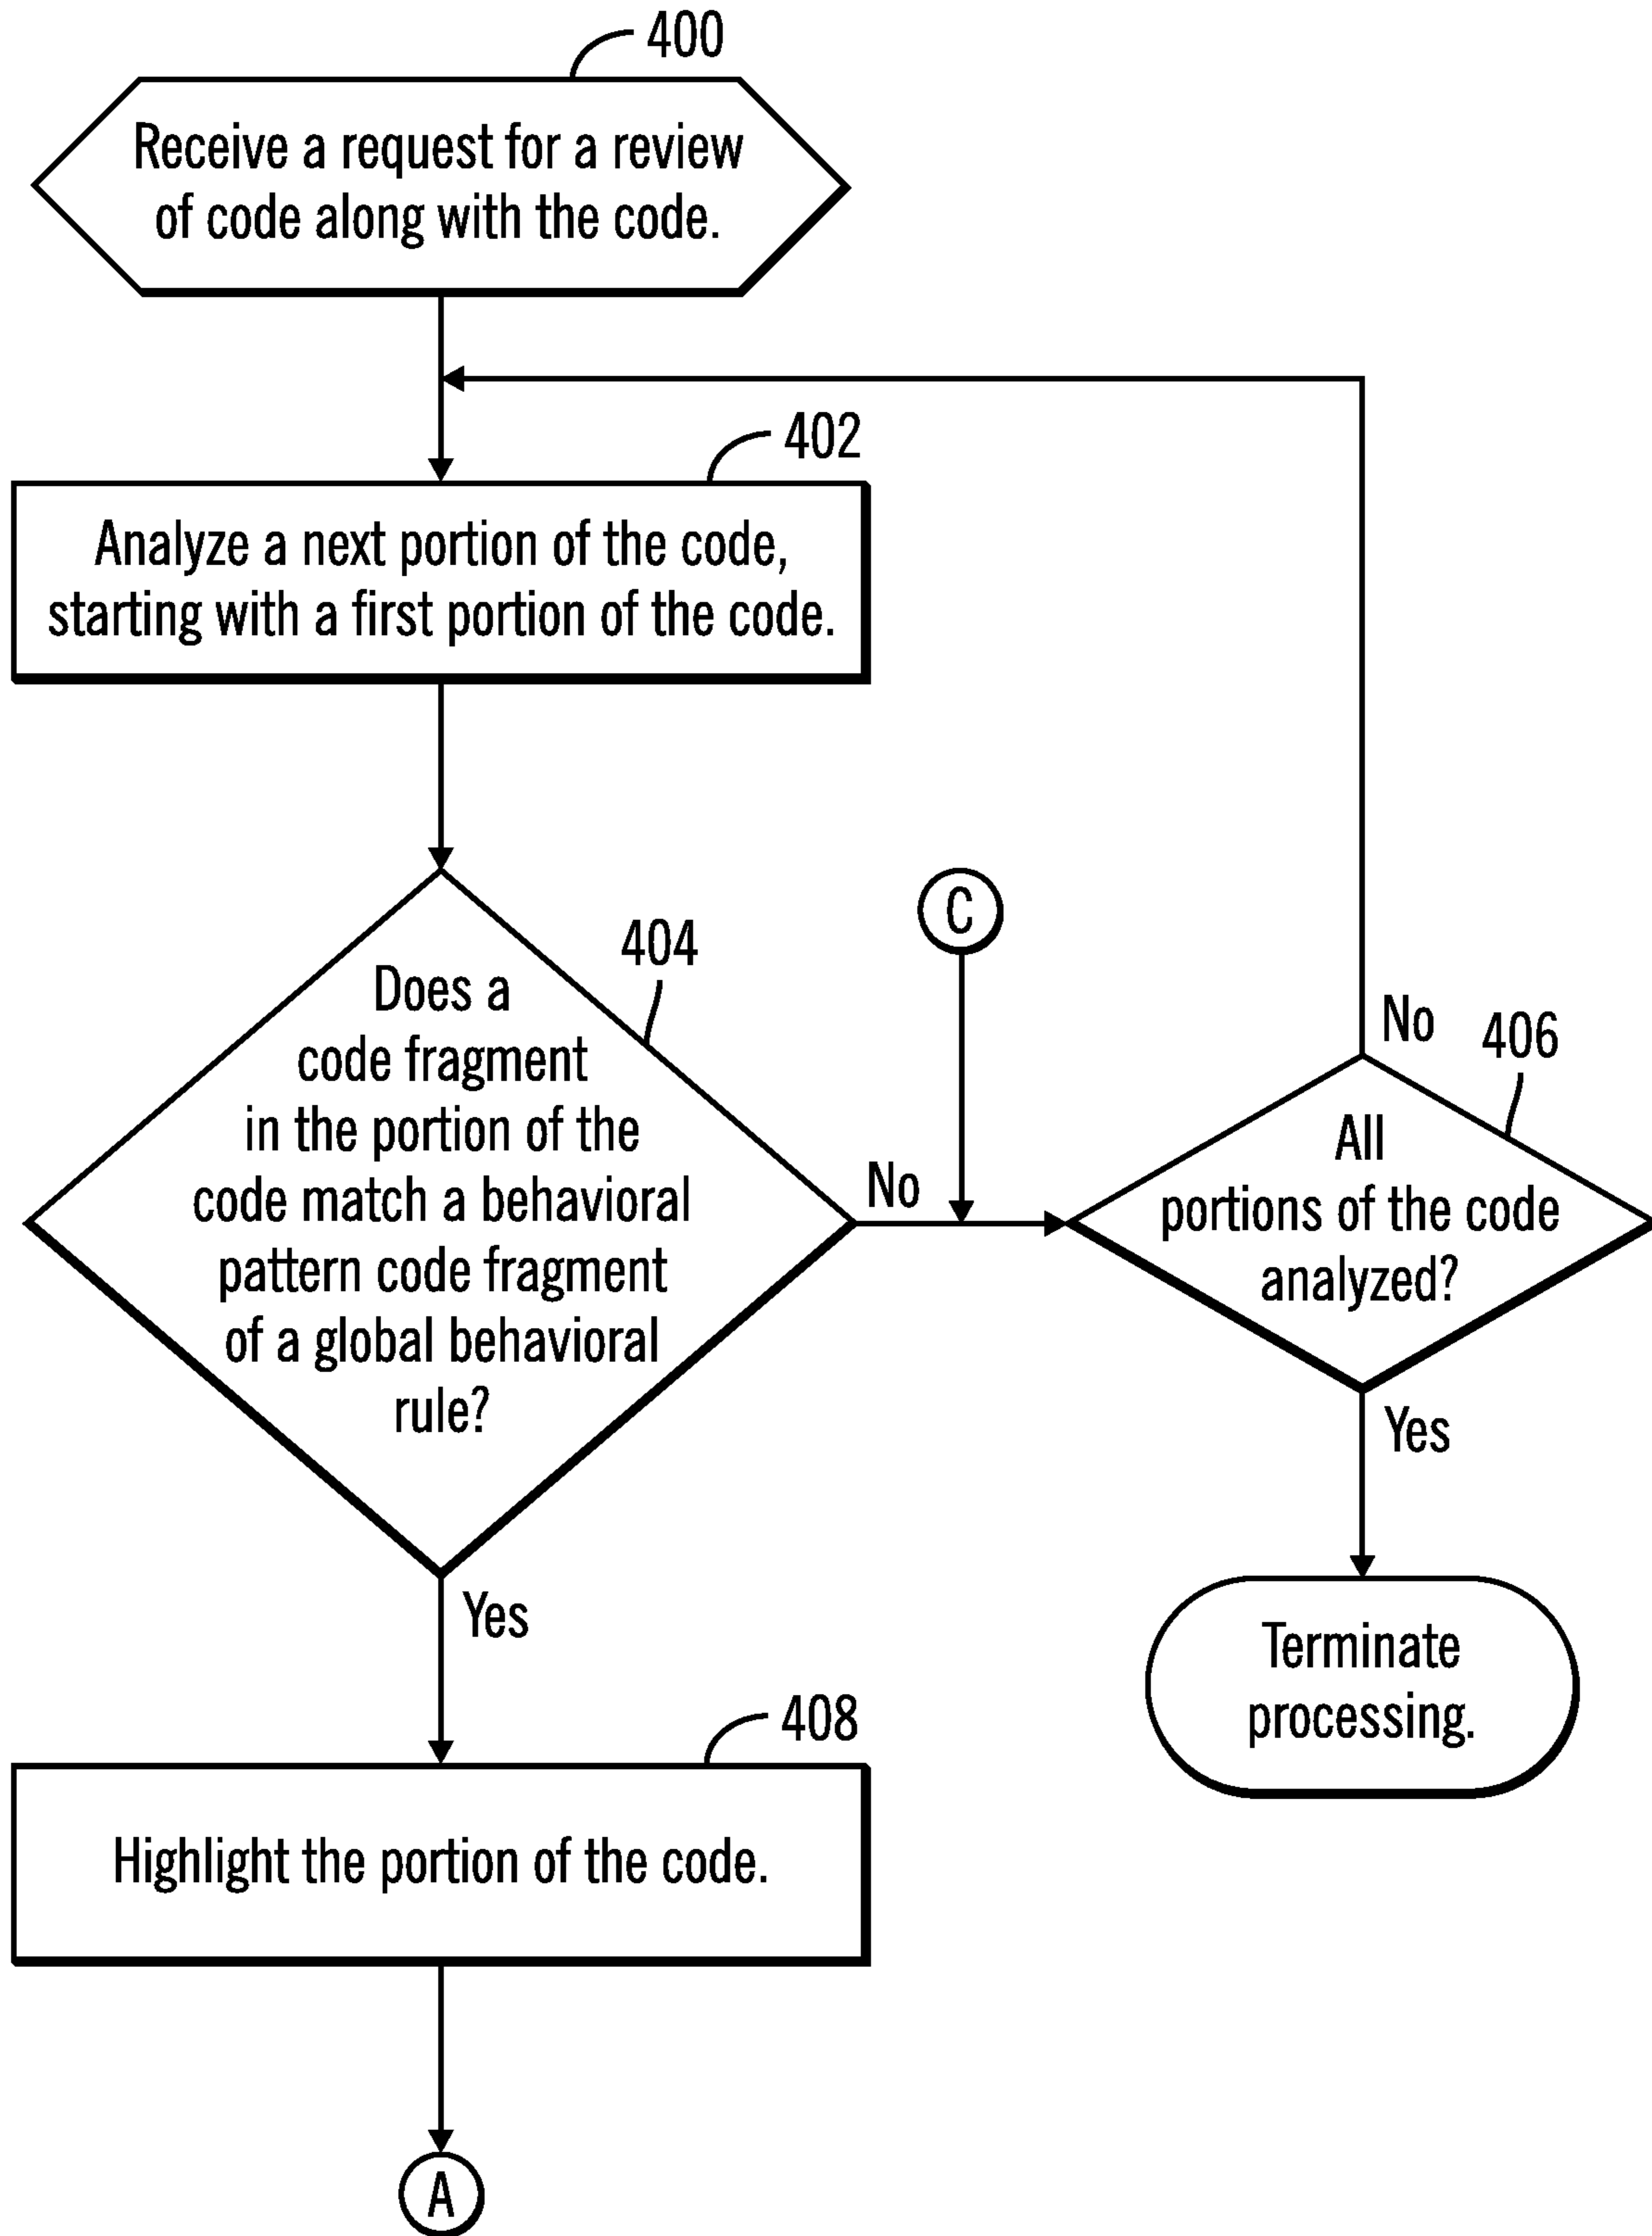 400
Receive a request for a review
of code along with the code.
402
Analyze a next portion of the code,
starting with a first portion of the code.
404
Does a
code fragment
in the portion of the
code match a behavioral
pattern code fragment
of a global behavioral
rule?
No
C
No
406
All
portions of the code
analyzed?
Yes
Terminate
processing.
Yes
408
Highlight the portion of the code.
A